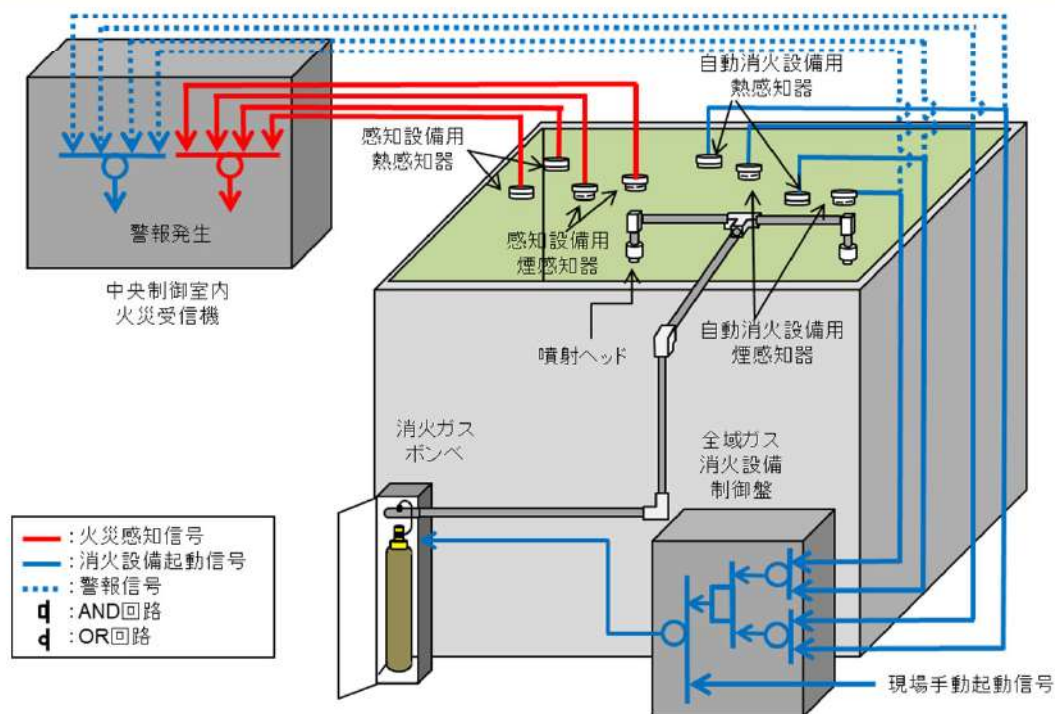 自動消火設備用
熱感知器
感知設備用
熱感知器
警報発生
感知設備用
煙感知器
中央制御室内
火災受信機
噴射ヘッド
自動消火設備用
煙感知器
消火ガス
ボンベ
全域ガス
消火設備
制御盤
:火災感知信号
:消火設備起動信号
:警報信号
:AND回路
:OR回路
現場手動起動信号